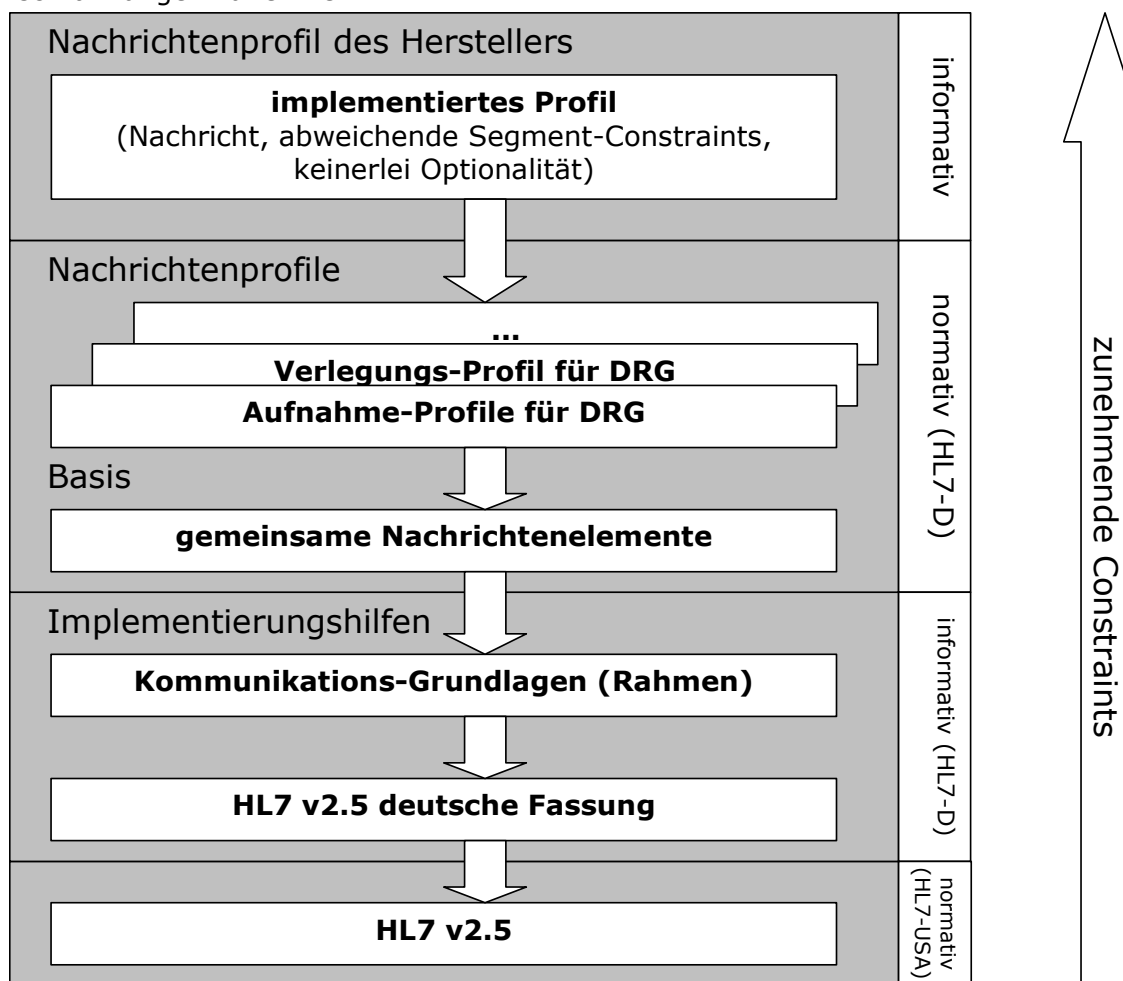 Nachrichtenprofil des Herstellers
implementiertes Profil
(Nachricht, abweichende Segment-Constraints,
keinerlei Optionalität)
informativ
Nachrichtenprofile
...
Verlegungs-Profil für DRG
Aufnahme-Profile für DRG
Basis
gemeinsame Nachrichtenelemente
normativ (HL7-D)
Implementierungshilfen
Kommunikations-Grundlagen (Rahmen)
HL7 v2.5 deutsche Fassung
informativ (HL7-D)
HL7 v2.5
normativ
(HL7-USA)
zunehmende Constraints